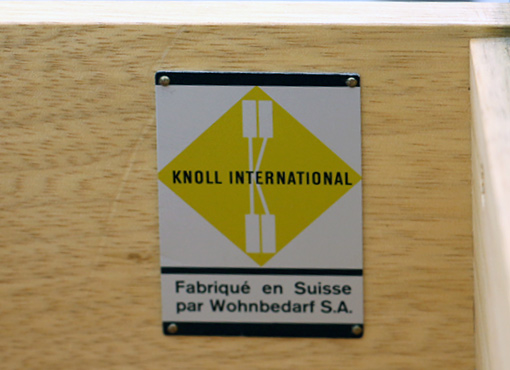 KNOLL INTERNATIONAL
Fabriqué en Suisse
par Wohnbedarf S.A.